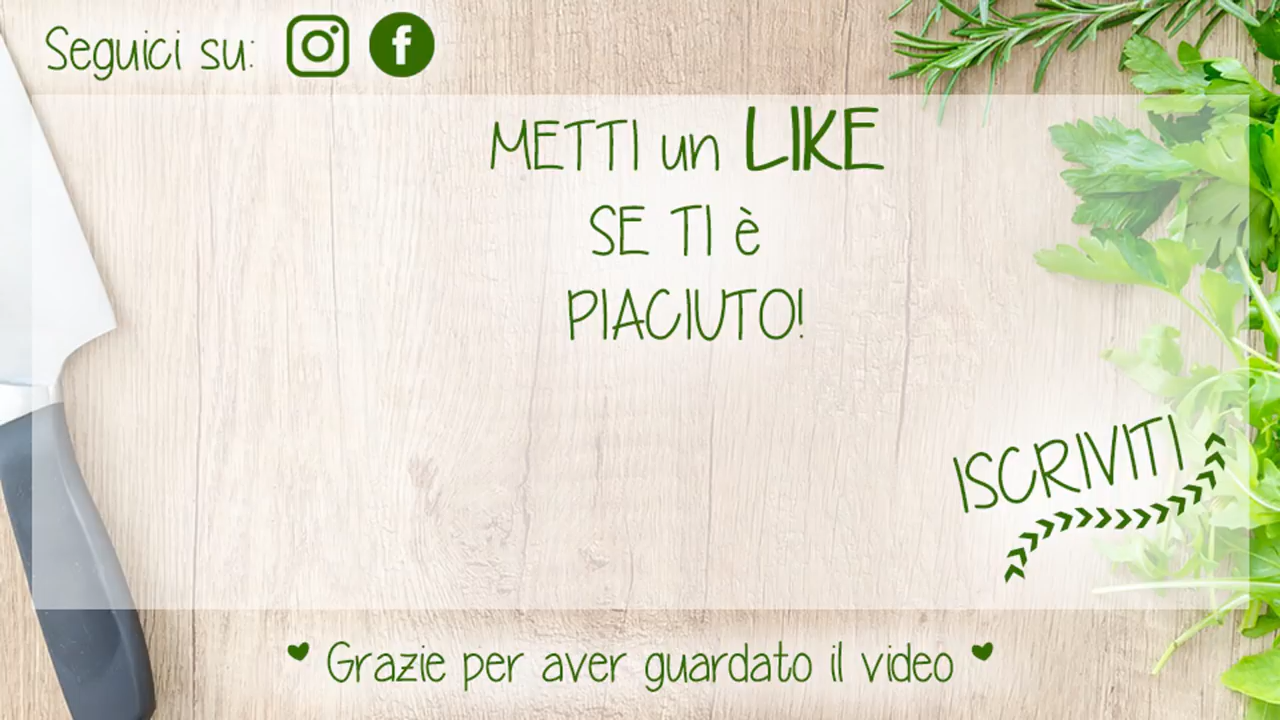 Seguici su:
METTI un LIKE
SE TI è
PIACIUTO!
ISCRIVITI
Grazie per aver guardato il video